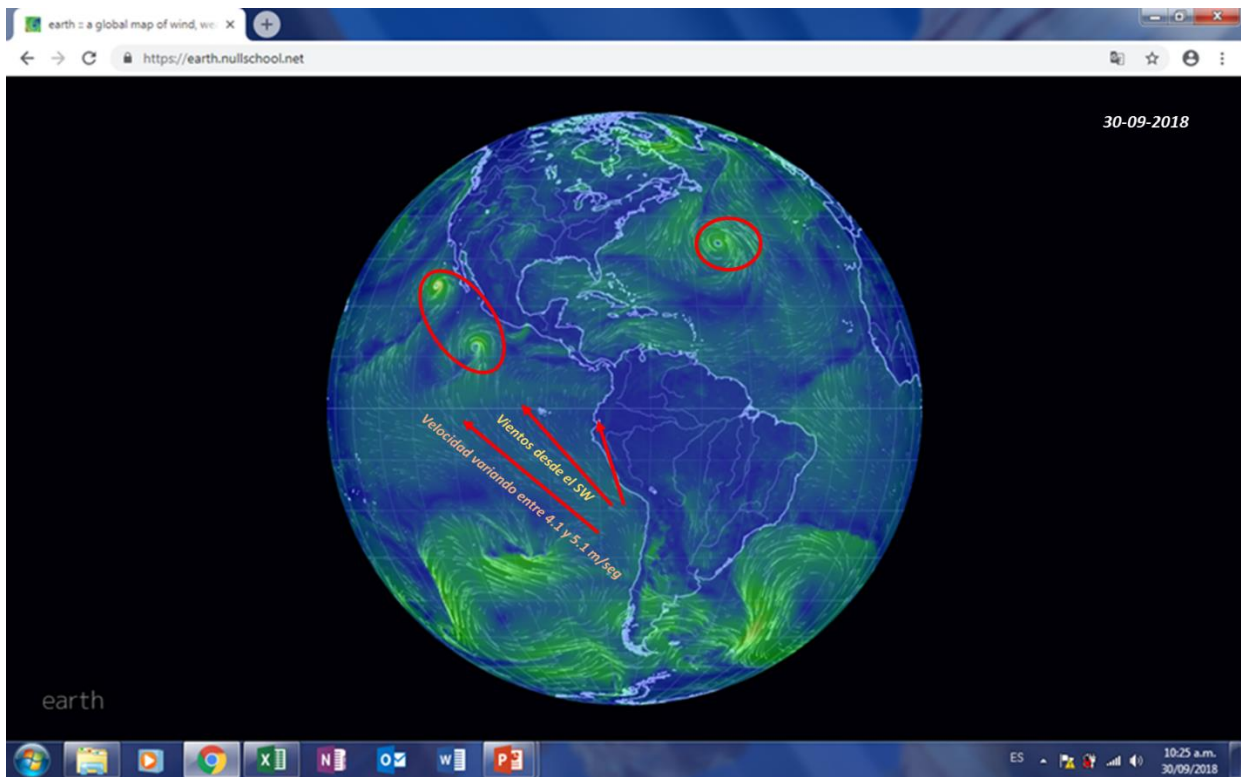 earth :: a global map of wind, we
https://earth.nullschool.net
30-09-2018
Vientos desde el SW
Velocidad variando entre 4.1 y 5.1 m/seg
earth
ES
10:25 a.m.
30/09/2018